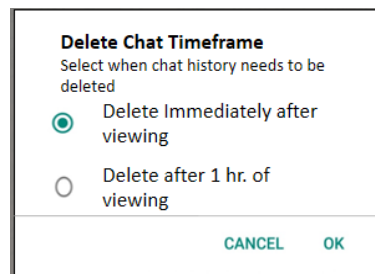 Delete Chat Timeframe
Select when chat history needs to be
deleted
Delete Immediately after
viewing
Delete after 1 hr. of
viewing
CANCEL OK